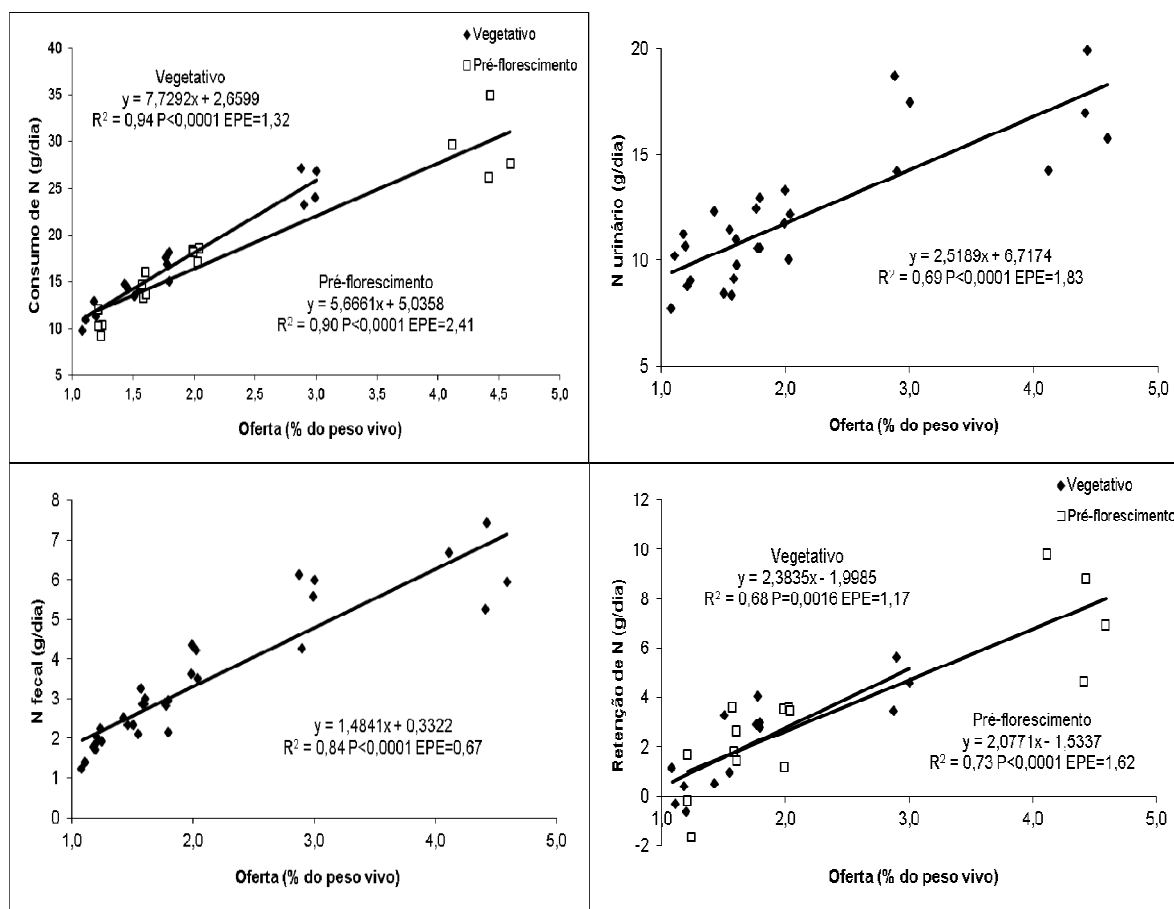 Vegetativo
Pré-florescimento
Consumo de N (g/dia)
40
35
30
25
20
15
10
5
Vegetativo
y = 7,7292x + 2,6599
R² = 0,94 P<0,0001 EPE=1,32
Pré-florescimento
y = 5,6661x + 5,0358
R² = 0,90 P<0,0001 EPE=2,41
1,0 1,5 2,0 2,5 3,0 3,5 4,0 4,5 5,0
Oferta (% do peso vivo)
N urinário (g/dia)
20
15
10
5
y = 2,5189x + 6,7174
R² = 0,69 P<0,0001 EPE=1,83
1,0 2,0 3,0 4,0 5,0
Oferta (% do peso vivo)
N fecal (g/dia)
8
7
6
5
4
3
2
1
0
y = 1,4841x + 0,3322
R² = 0,84 P<0,0001 EPE=0,67
1,0 2,0 3,0 4,0 5,0
Oferta (% do peso vivo)
Vegetativo
Pré-florescimento
Retenção de N (g/dia)
12
10
8
6
4
2
0
-2
Vegetativo
y = 2,3835x - 1,9985
R² = 0,68 P=0,0016 EPE=1,17
Pré-florescimento
y = 2,0771x - 1,5337
R² = 0,73 P<0,0001 EPE=1,62
1,0 2,0 3,0 4,0 5,0
Oferta (% do peso vivo)